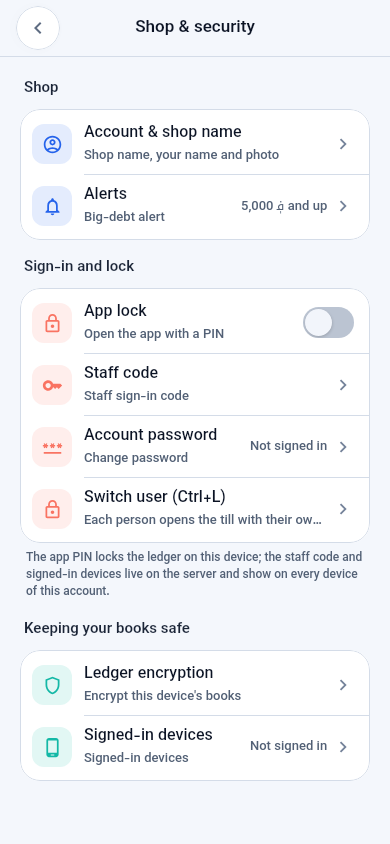 Shop & security
Shop
Account & shop name
Shop name, your name and photo
Alerts
Big-debt alert
5,000 ؋ and up
Sign-in and lock
App lock
Open the app with a PIN
Staff code
Staff sign-in code
Account password
Change password
Not signed in
Switch user (Ctrl+L)
Each person opens the till with their ow…
The app PIN locks the ledger on this device; the staff code and
signed-in devices live on the server and show on every device
of this account.
Keeping your books safe
Ledger encryption
Encrypt this device's books
Signed-in devices
Signed-in devices
Not signed in